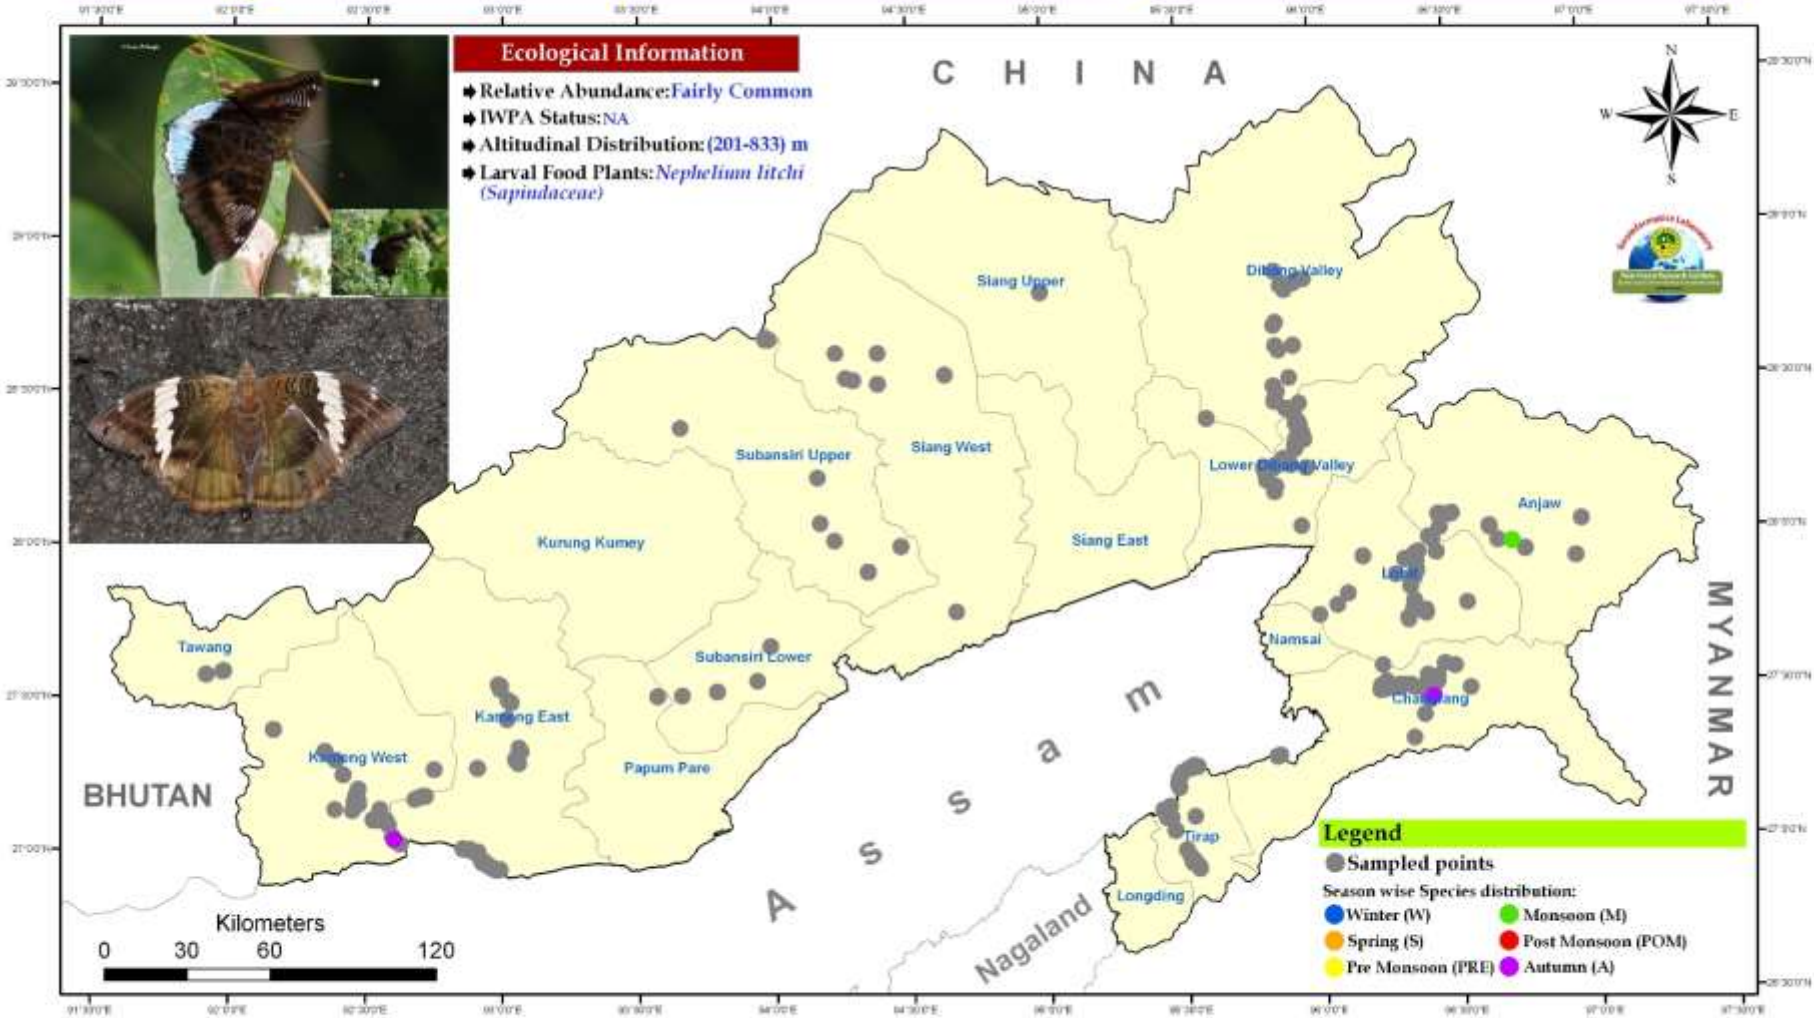 Ecological Information
Relative Abundance:Fairly Common
IWPA Status:NA
Altitudinal Distribution:(201-833) m
Larval Food Plants:Nephelium litchi
(Sapindaceae)
C H I N A
N
W E
S
Dibang Valley
Siang Upper
Subansiri Upper
Siang West
Lower Dibang Valley
Anjaw
Kurung Kumey
Siang East
Lohit
Namsai
Tawang
Subansiri Lower
Kameng East
Changlang
Kameng West
Papum Pare
BHUTAN
MYANMAR
Assam
Tirap
Longding
Nagaland
Kilometers
0 30 60 120
Legend
Sampled points
Season wise Species distribution:
Winter (W) Monsoon (M)
Spring (S) Post Monsoon (POM)
Pre Monsoon (PRE) Autumn (A)